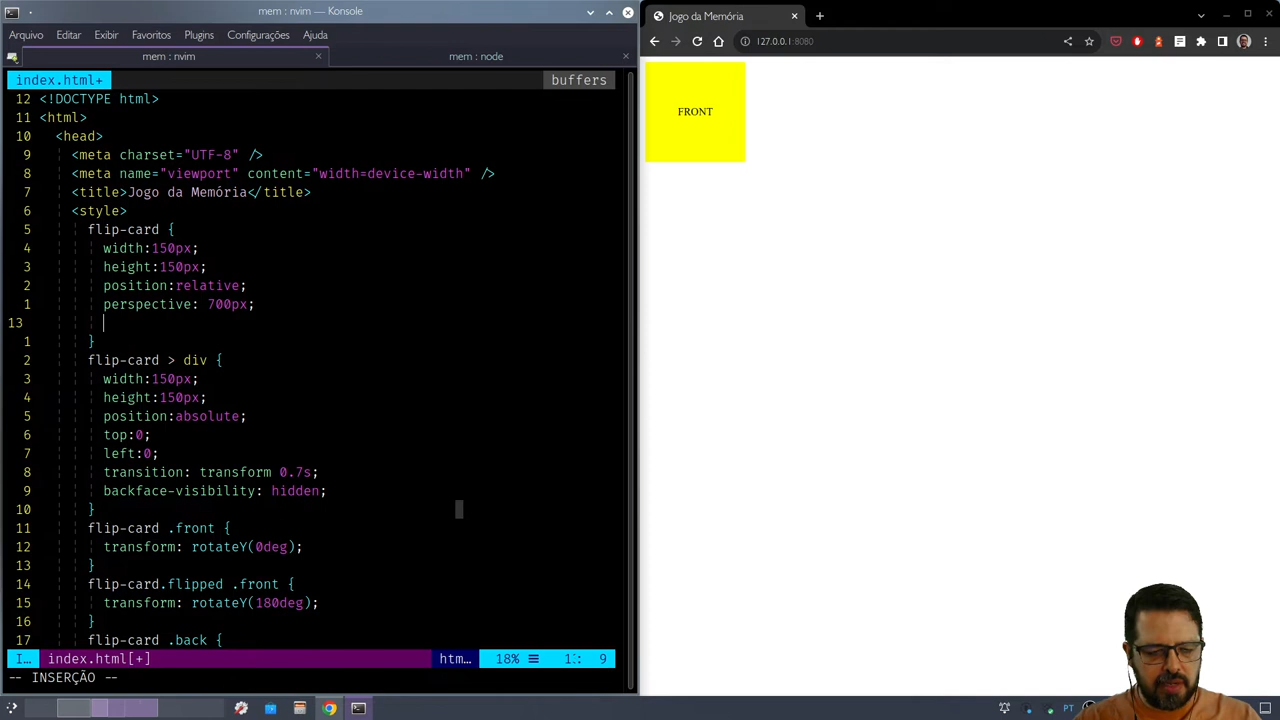 mem : nvim — Konsole
Arquivo Editar Exibir Favoritos Plugins Configurações Ajuda
mem : nvim
mem : node
index.html+
buffers
12 <!DOCTYPE html>
11 <html>
10 <head>
9 <meta charset="UTF-8" />
8 <meta name="viewport" content="width=device-width" />
7 <title>Jogo da Memória</title>
6 <style>
5 flip-card {
4 width:150px;
3 height:150px;
2 position:relative;
1 perspective: 700px;
13
1 }
2 flip-card > div {
3 width:150px;
4 height:150px;
5 position:absolute;
6 top:0;
7 left:0;
8 transition: transform 0.7s;
9 backface-visibility: hidden;
10 }
11 flip-card .front {
12 transform: rotateY(0deg);
13 }
14 flip-card.flipped .front {
15 transform: rotateY(180deg);
16 }
17 flip-card .back {
I… index.html[+] htm… 18% 1: 9
-- INSERÇÃO --
Jogo da Memória
127.0.0.1:8080
FRONT
PT